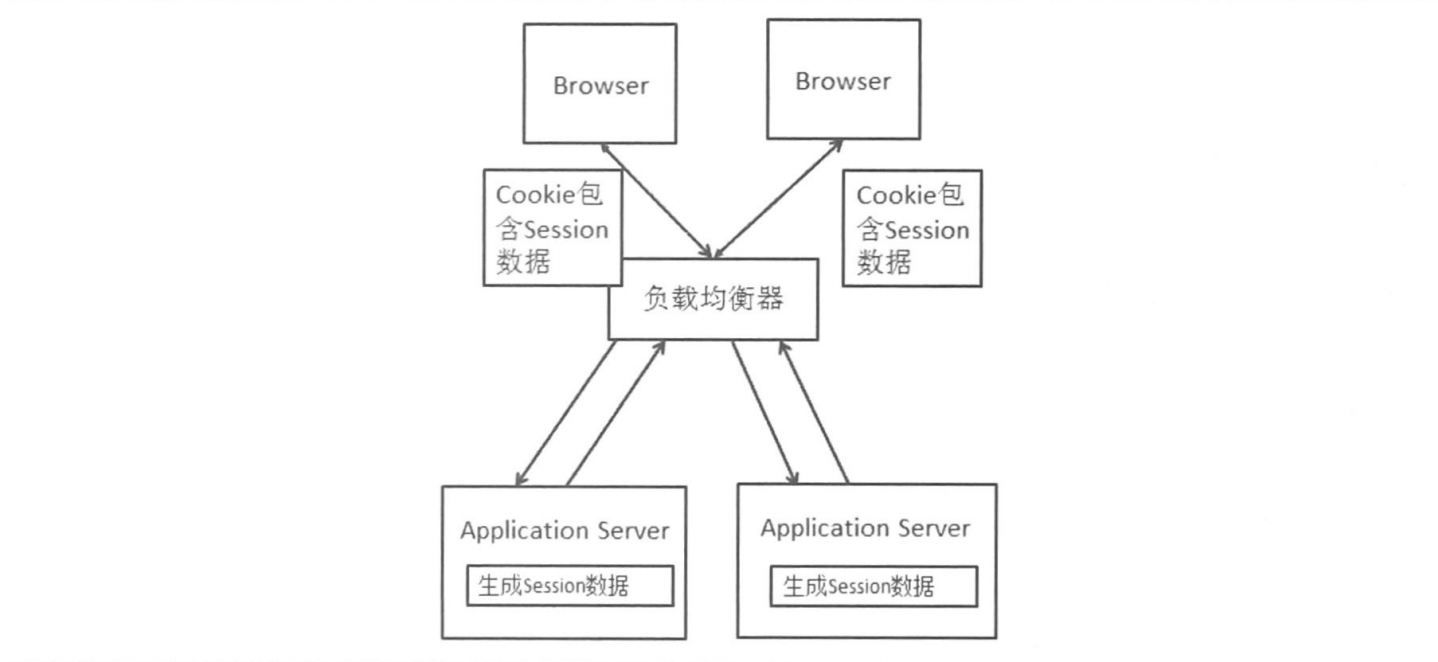 Browser
Browser
Cookie包
含Session
数据
Cookie包
含Session
数据
负载均衡器
Application Server
生成Session数据
Application Server
生成Session数据